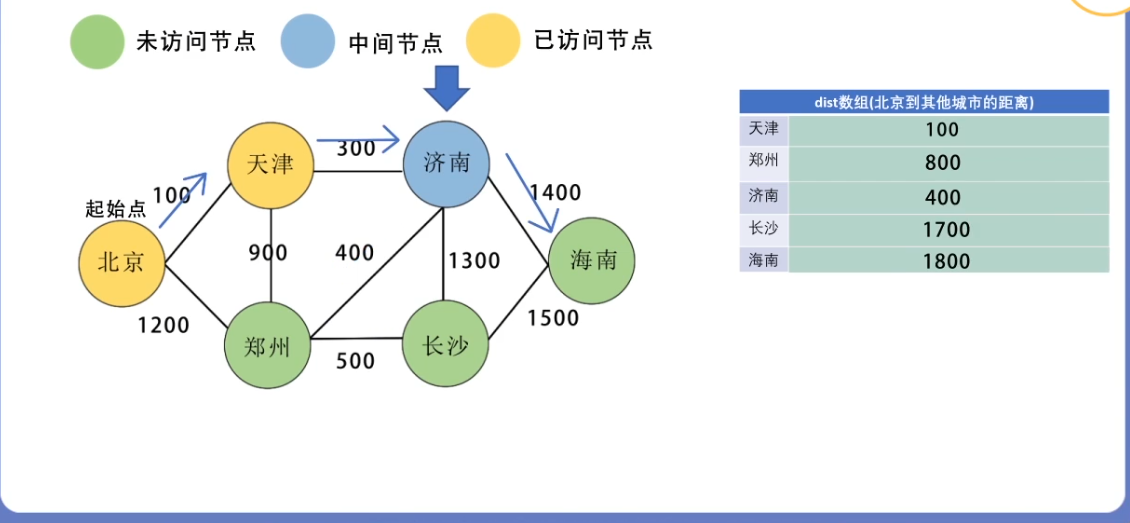 未访问节点
中间节点
已访问节点
dist数组(北京到其他城市的距离)
天津 100
郑州 800
济南 400
长沙 1700
海南 1800
天津
300
济南
100
1400
起始点
北京
900
400
1300
海南
1200
郑州
500
长沙
1500